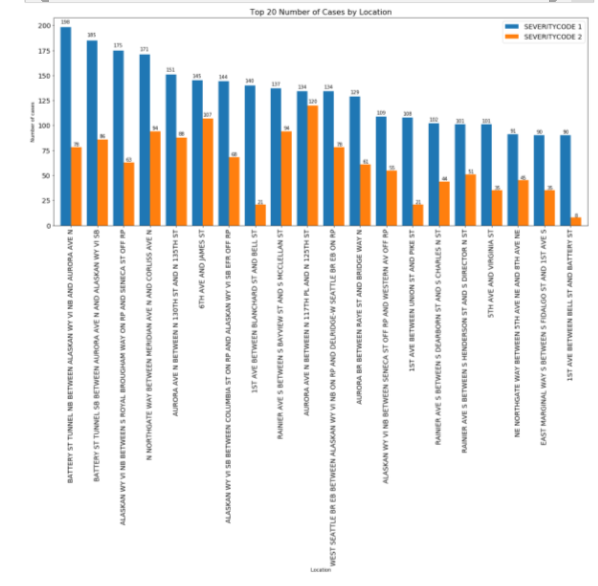 Top 20 Number of Cases by Location
SEVERITYCODE 1
SEVERITYCODE 2
Number of cases
200
175
150
125
100
75
50
25
0
198
78
185
86
175
63
171
94
151
88
145
107
144
68
140
21
137
94
134
120
134
78
129
61
109
55
108
21
102
44
101
51
101
35
91
45
90
35
90
8
BATTERY ST TUNNEL NB BETWEEN ALASKAN WY VI NB AND AURORA AVE N
BATTERY ST TUNNEL SB BETWEEN AURORA AVE N AND ALASKAN WY VI SB
ALASKAN WY VI NB BETWEEN S ROYAL BROUGHAM WAY ON RP AND SENECA ST OFF RP
N NORTHGATE WAY BETWEEN MERIDIAN AVE N AND CORLISS AVE N
AURORA AVE N BETWEEN N 130TH ST AND N 135TH ST
6TH AVE AND JAMES ST
ALASKAN WY VI SB BETWEEN COLUMBIA ST ON RP AND ALASKAN WY VI SB EFR OFF RP
1ST AVE BETWEEN BLANCHARD ST AND BELL ST
RAINIER AVE S BETWEEN S BAYVIEW ST AND S MCCLELLAN ST
AURORA AVE N BETWEEN N 117TH PL AND N 125TH ST
WEST SEATTLE BR EB BETWEEN ALASKAN WY VI NB ON RP AND DELRIDGE-W SEATTLE BR EB ON RP
AURORA BR BETWEEN RAYE ST AND BRIDGE WAY N
ALASKAN WY VI NB BETWEEN SENECA ST OFF RP AND WESTERN AV OFF RP
1ST AVE BETWEEN UNION ST AND PIKE ST
RAINIER AVE S BETWEEN S DEARBORN ST AND S CHARLES N ST
RAINIER AVE S BETWEEN S HENDERSON ST AND S DIRECTOR N ST
5TH AVE AND VIRGINIA ST
NE NORTHGATE WAY BETWEEN 5TH AVE NE AND 8TH AVE NE
EAST MARGINAL WAY S BETWEEN S FIDALGO ST AND 1ST AVE S
1ST AVE BETWEEN BELL ST AND BATTERY ST
Location